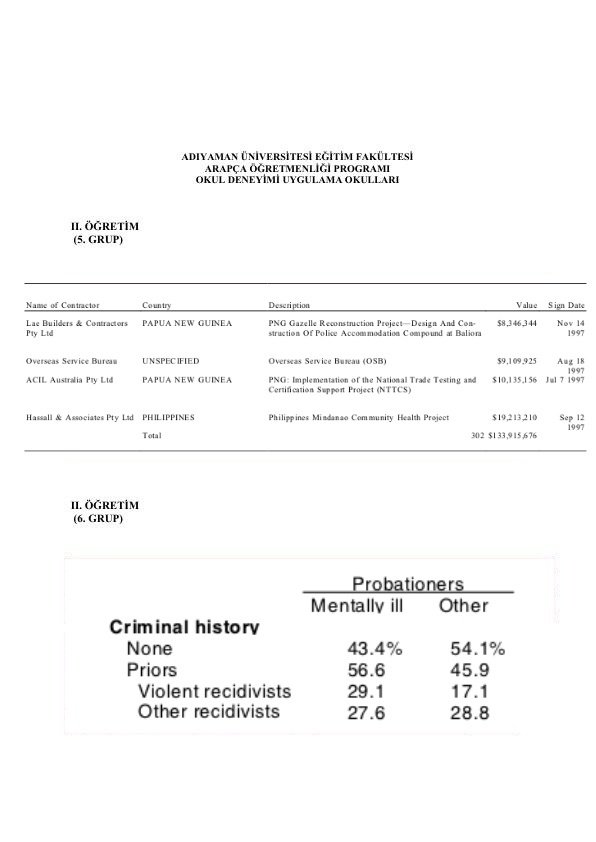 ADIYAMAN ÜNİVERSİTESİ EĞİTİM FAKÜLTESİ
ARAPÇA ÖĞRETMENLİĞİ PROGRAMI
OKUL DENEYİMİ UYGULAMA OKULLARI
II. ÖĞRETİM
(5. GRUP)
Name of Contractor Country Description Value Sign Date
Lae Builders & Contractors PAPUA NEW GUINEA PNG Gazelle Reconstruction Project—Design And Con- $8,346,344 Nov 14
Pty Ltd struction Of Police Accommodation Compound at Baliora 1997
Overseas Service Bureau UNSPECIFIED Overseas Service Bureau (OSB) $9,109,925 Aug 18
1997
ACIL Australia Pty Ltd PAPUA NEW GUINEA PNG: Implementation of the National Trade Testing and $10,135,156 Jul 7 1997
Certification Support Project (NTTCS)
Hassall & Associates Pty Ltd PHILIPPINES Philippines Mindanao Community Health Project $19,213,210 Sep 12
1997
Total 302 $133,915,676
II. ÖĞRETİM
(6. GRUP)
Probationers
Mentally ill Other
Criminal history
None 43.4% 54.1%
Priors 56.6 45.9
Violent recidivists 29.1 17.1
Other recidivists 27.6 28.8